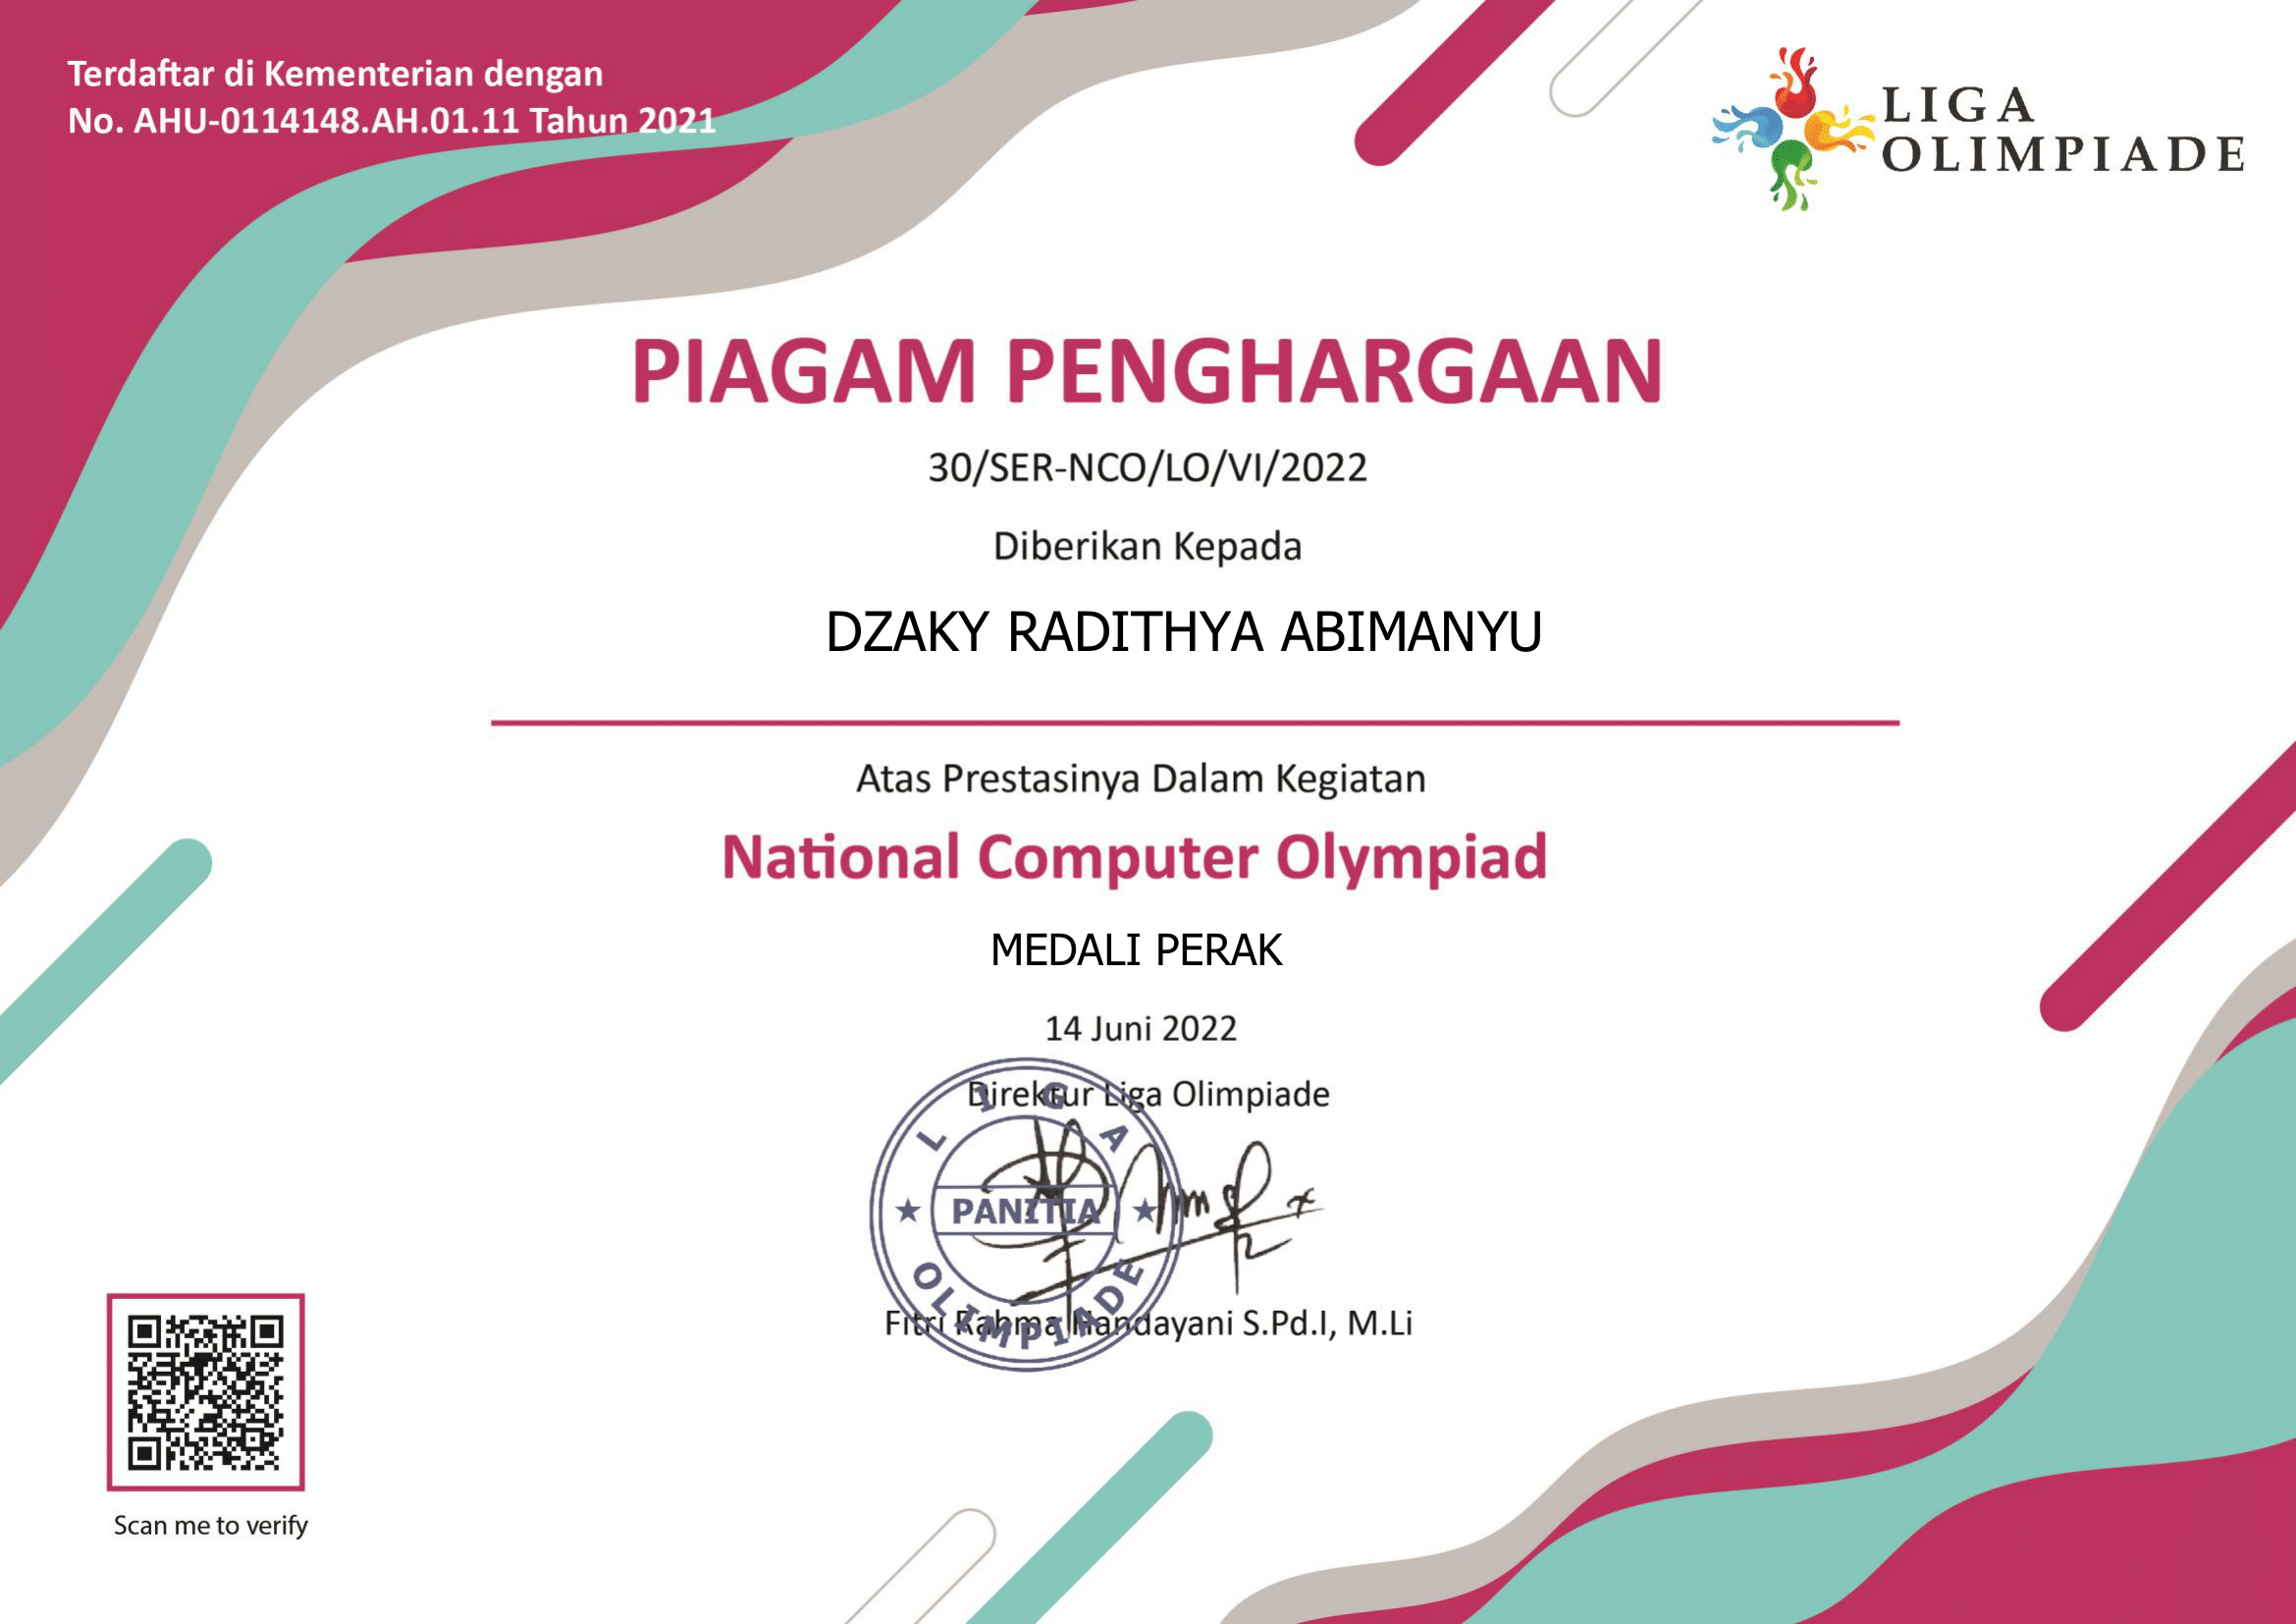 Terdaftar di Kementerian dengan
No. AHU-0114148.AH.01.11 Tahun 2021
LIGA
OLIMPIADE
PIAGAM PENGHARGAAN
30/SER-NCO/LO/VI/2022
Diberikan Kepada
DZAKY RADITHYA ABIMANYU
Atas Prestasinya Dalam Kegiatan
National Computer Olympiad
MEDALI PERAK
14 Juni 2022
Direktur Liga Olimpiade
LIGA
PANITIA
OLIMPIADE
Fitri Rahma Handayani S.Pd.I, M.Li
Scan me to verify